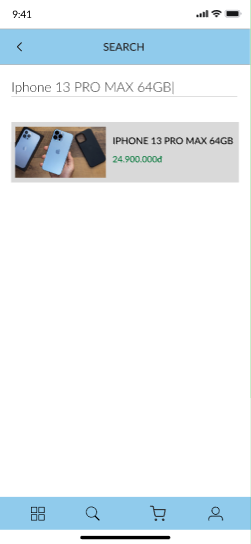 9:41
SEARCH
Iphone 13 PRO MAX 64GB
IPHONE 13 PRO MAX 64GB
24.900.000đ